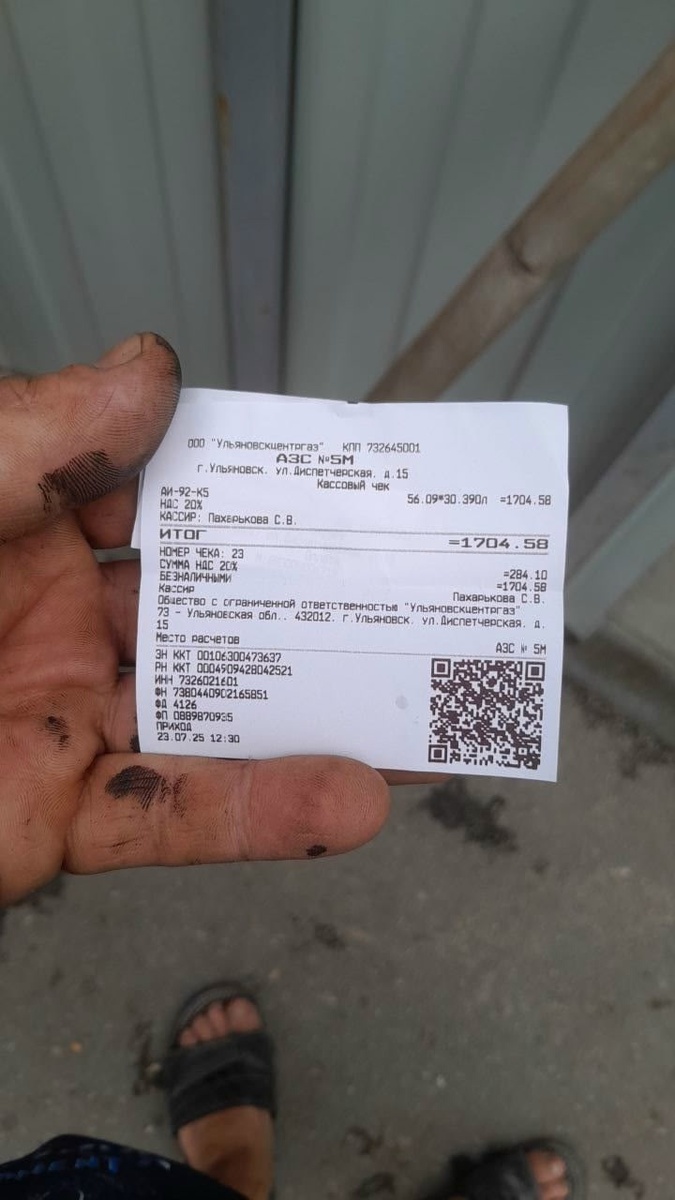 ООО "Ульяновскцентргаз" КПП 732645001
АЗС №5М
г.Ульяновск, ул.Диспетчерская, д.15
Кассовый чек
АИ-92-К5 56.09*30.390л =1704.58
НДС 20%
КАССИР: Пахарькова С.В.
ИТОГ =1704.58
НОМЕР ЧЕКА: 23
СУММА НДС 20% =284.10
БЕЗНАЛИЧНЫМИ =1704.58
Кассир Пахарькова С.В.
Общество с ограниченной ответственностью "Ульяновскцентргаз"
73 - Ульяновская обл., 432012, г.Ульяновск, ул.Диспетчерская, д.
15
Место расчетов АЗС № 5М
ЗН ККТ 00106300473637
РН ККТ 0004909428042521
ИНН 7326021601
ФН 7380440902165851
ФД 4126
ФП 0889870935
ПРИХОД
23.07.25 12:30